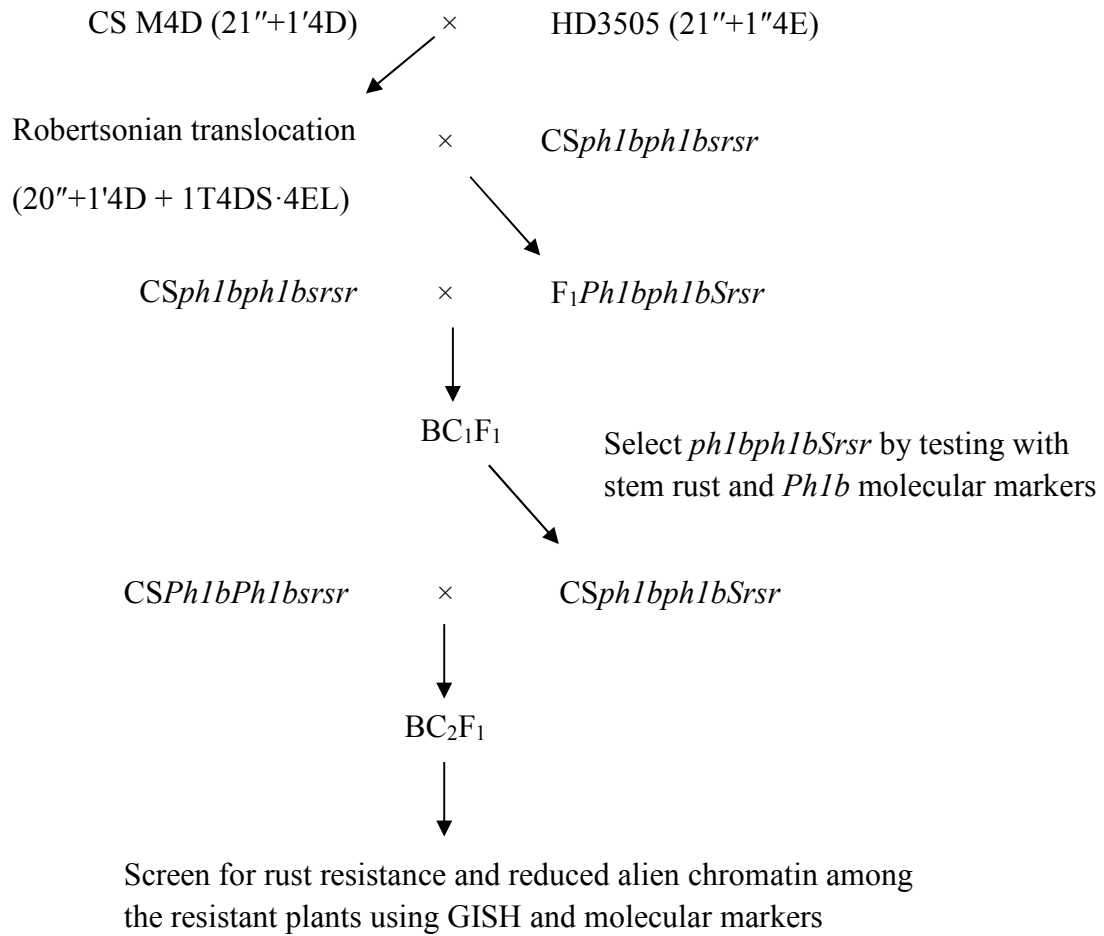 CS M4D (21″+1′4D) × HD3505 (21″+1″4E)
Robertsonian translocation × CSph1bph1bsrsr
(20″+1'4D + 1T4DS·4EL)
CSph1bph1bsrsr × F₁Ph1bph1bSrsr
BC₁F₁
Select ph1bph1bSrsr by testing with
stem rust and Ph1b molecular markers
CSPh1bPh1bsrsr × CSph1bph1bSrsr
BC₂F₁
Screen for rust resistance and reduced alien chromatin among
the resistant plants using GISH and molecular markers